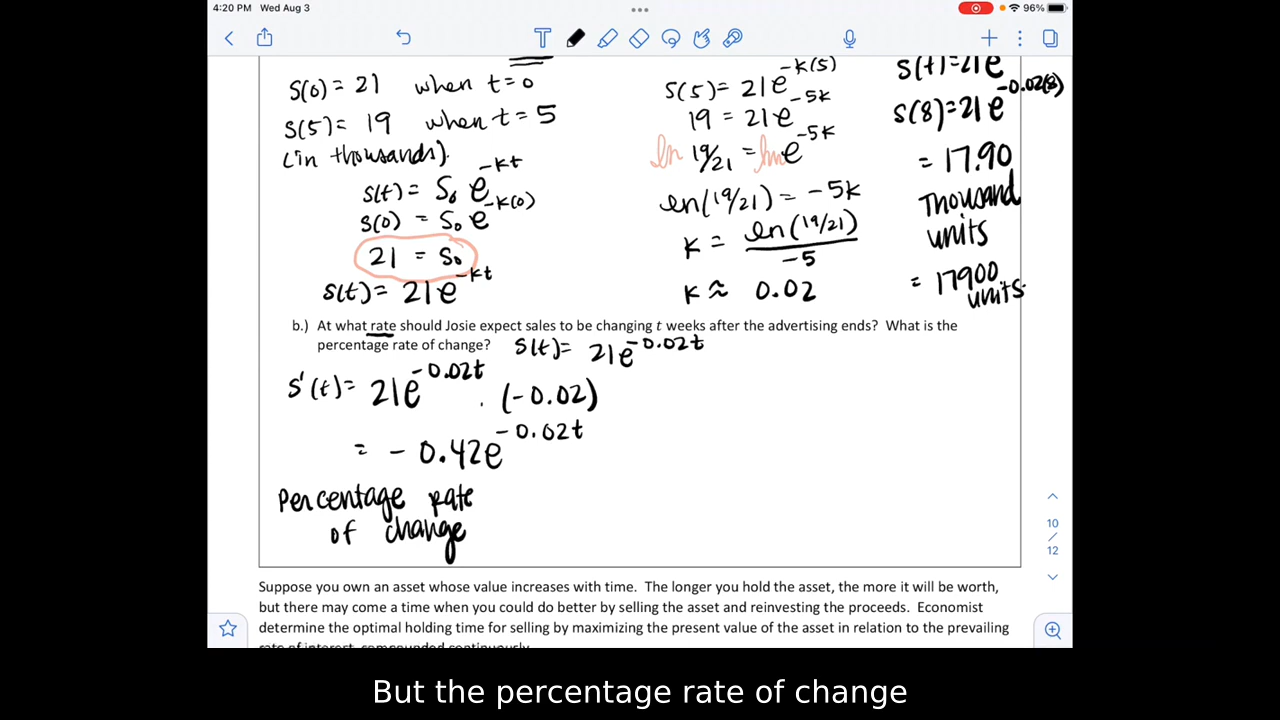 4:20 PM Wed Aug 3
96%
S(0) = 21 when t=0
S(5) = 19 when t=5
(in thousands).
S(t) = S₀ e^-kt
S(0) = S₀ e^-k(0)
21 = S₀
S(t) = 21e^-kt
S(5) = 21e^-k(5)
19 = 21e^-5k
ln 19/21 = ln e^-5k
ln(19/21) = -5k
k = ln(19/21) / -5
k ≈ 0.02
S(t)=21e
S(8)=21e^-0.02(8)
= 17.90
Thousand
units
= 17900
units
b.) At what rate should Josie expect sales to be changing t weeks after the advertising ends? What is the
percentage rate of change? S(t) = 21e^-0.02t
S'(t) = 21e^-0.02t · (-0.02)
= -0.42e^-0.02t
Percentage rate
of change
10
/
12
Suppose you own an asset whose value increases with time. The longer you hold the asset, the more it will be worth,
but there may come a time when you could do better by selling the asset and reinvesting the proceeds. Economist
determine the optimal holding time for selling by maximizing the present value of the asset in relation to the prevailing
rate of interest, compounded continuously.
But the percentage rate of change